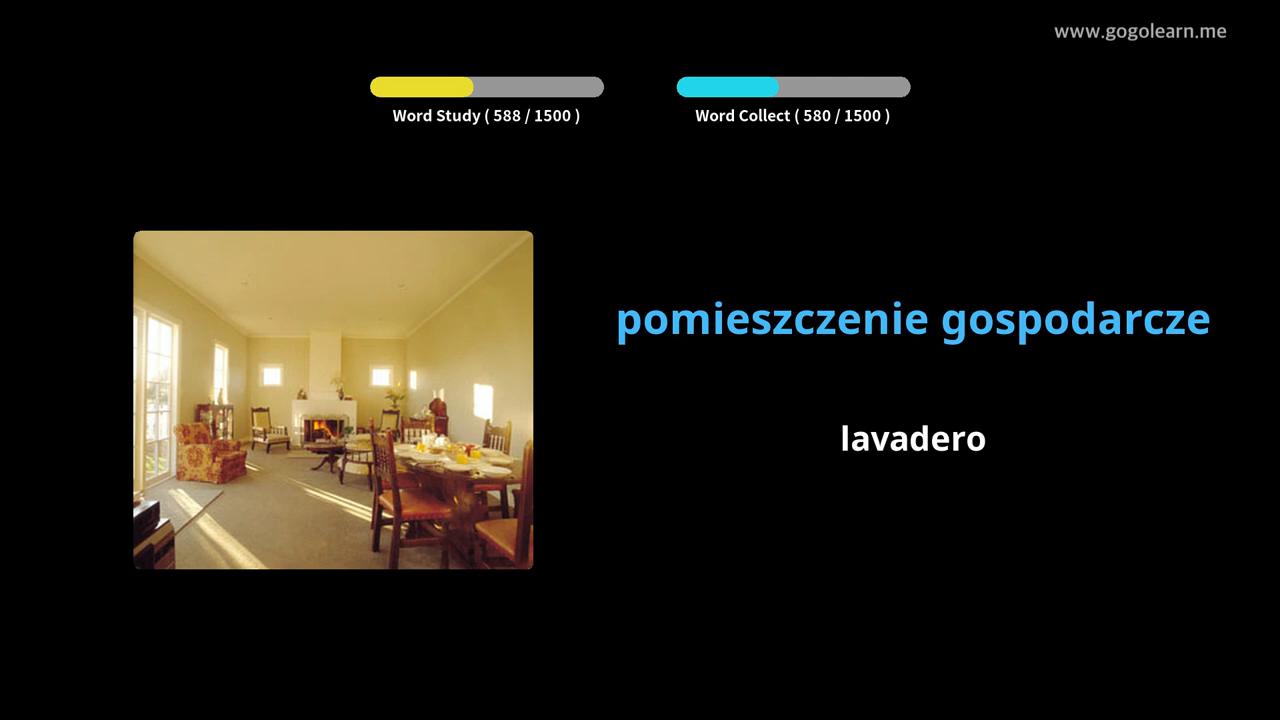 www.gogolearn.me
Word Study ( 588 / 1500 )
Word Collect ( 580 / 1500 )
pomieszczenie gospodarcze
lavadero